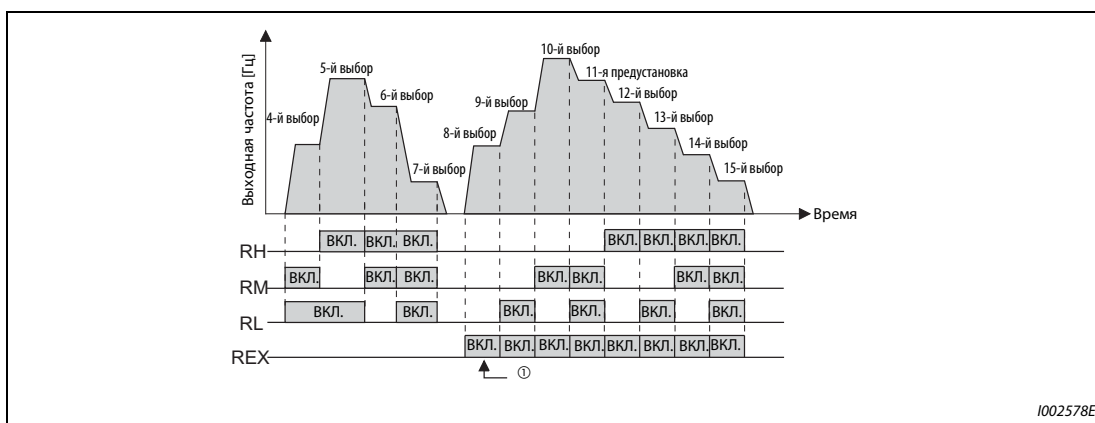 Выходная частота [Гц]
4-й выбор
5-й выбор
6-й выбор
7-й выбор
8-й выбор
9-й выбор
10-й выбор
11-я предустановка
12-й выбор
13-й выбор
14-й выбор
15-й выбор
Время
RH ВКЛ. ВКЛ. ВКЛ. ВКЛ. ВКЛ. ВКЛ. ВКЛ.
RM ВКЛ. ВКЛ. ВКЛ. ВКЛ. ВКЛ. ВКЛ. ВКЛ.
RL ВКЛ. ВКЛ. ВКЛ. ВКЛ. ВКЛ. ВКЛ.
REX ВКЛ. ВКЛ. ВКЛ. ВКЛ. ВКЛ. ВКЛ. ВКЛ. ВКЛ.
①
I002578E